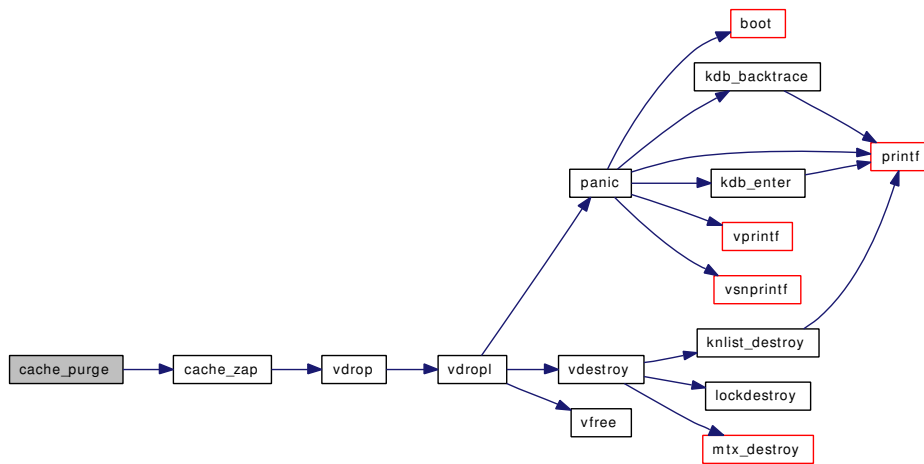 boot
kdb_backtrace
printf
panic
kdb_enter
vprintf
vsnprintf
knlist_destroy
cache_purge
cache_zap
vdrop
vdropl
vdestroy
lockdestroy
vfree
mtx_destroy